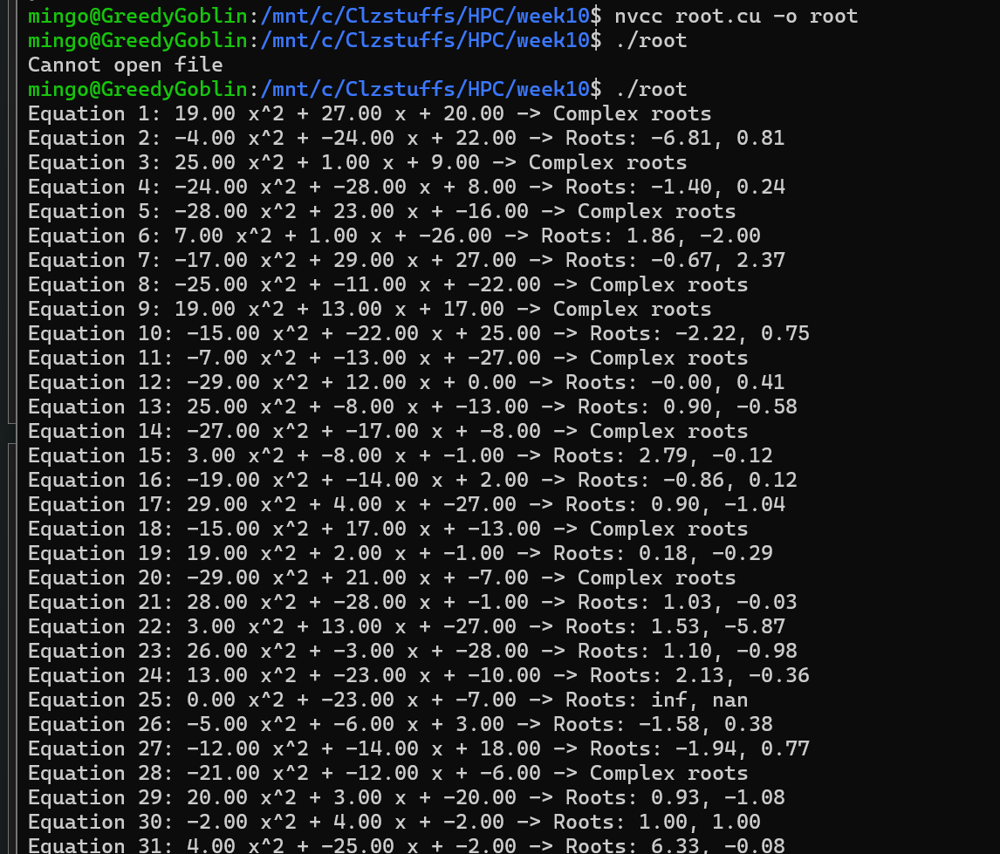 mingo@GreedyGoblin:/mnt/c/Clzstuffs/HPC/week10$ nvcc root.cu -o root
mingo@GreedyGoblin:/mnt/c/Clzstuffs/HPC/week10$ ./root
Cannot open file
mingo@GreedyGoblin:/mnt/c/Clzstuffs/HPC/week10$ ./root
Equation 1: 19.00 x^2 + 27.00 x + 20.00 -> Complex roots
Equation 2: -4.00 x^2 + -24.00 x + 22.00 -> Roots: -6.81, 0.81
Equation 3: 25.00 x^2 + 1.00 x + 9.00 -> Complex roots
Equation 4: -24.00 x^2 + -28.00 x + 8.00 -> Roots: -1.40, 0.24
Equation 5: -28.00 x^2 + 23.00 x + -16.00 -> Complex roots
Equation 6: 7.00 x^2 + 1.00 x + -26.00 -> Roots: 1.86, -2.00
Equation 7: -17.00 x^2 + 29.00 x + 27.00 -> Roots: -0.67, 2.37
Equation 8: -25.00 x^2 + -11.00 x + -22.00 -> Complex roots
Equation 9: 19.00 x^2 + 13.00 x + 17.00 -> Complex roots
Equation 10: -15.00 x^2 + -22.00 x + 25.00 -> Roots: -2.22, 0.75
Equation 11: -7.00 x^2 + -13.00 x + -27.00 -> Complex roots
Equation 12: -29.00 x^2 + 12.00 x + 0.00 -> Roots: -0.00, 0.41
Equation 13: 25.00 x^2 + -8.00 x + -13.00 -> Roots: 0.90, -0.58
Equation 14: -27.00 x^2 + -17.00 x + -8.00 -> Complex roots
Equation 15: 3.00 x^2 + -8.00 x + -1.00 -> Roots: 2.79, -0.12
Equation 16: -19.00 x^2 + -14.00 x + 2.00 -> Roots: -0.86, 0.12
Equation 17: 29.00 x^2 + 4.00 x + -27.00 -> Roots: 0.90, -1.04
Equation 18: -15.00 x^2 + 17.00 x + -13.00 -> Complex roots
Equation 19: 19.00 x^2 + 2.00 x + -1.00 -> Roots: 0.18, -0.29
Equation 20: -29.00 x^2 + 21.00 x + -7.00 -> Complex roots
Equation 21: 28.00 x^2 + -28.00 x + -1.00 -> Roots: 1.03, -0.03
Equation 22: 3.00 x^2 + 13.00 x + -27.00 -> Roots: 1.53, -5.87
Equation 23: 26.00 x^2 + -3.00 x + -28.00 -> Roots: 1.10, -0.98
Equation 24: 13.00 x^2 + -23.00 x + -10.00 -> Roots: 2.13, -0.36
Equation 25: 0.00 x^2 + -23.00 x + -7.00 -> Roots: inf, nan
Equation 26: -5.00 x^2 + -6.00 x + 3.00 -> Roots: -1.58, 0.38
Equation 27: -12.00 x^2 + -14.00 x + 18.00 -> Roots: -1.94, 0.77
Equation 28: -21.00 x^2 + -12.00 x + -6.00 -> Complex roots
Equation 29: 20.00 x^2 + 3.00 x + -20.00 -> Roots: 0.93, -1.08
Equation 30: -2.00 x^2 + 4.00 x + -2.00 -> Roots: 1.00, 1.00
Equation 31: 4.00 x^2 + -25.00 x + -2.00 -> Roots: 6.33, -0.08